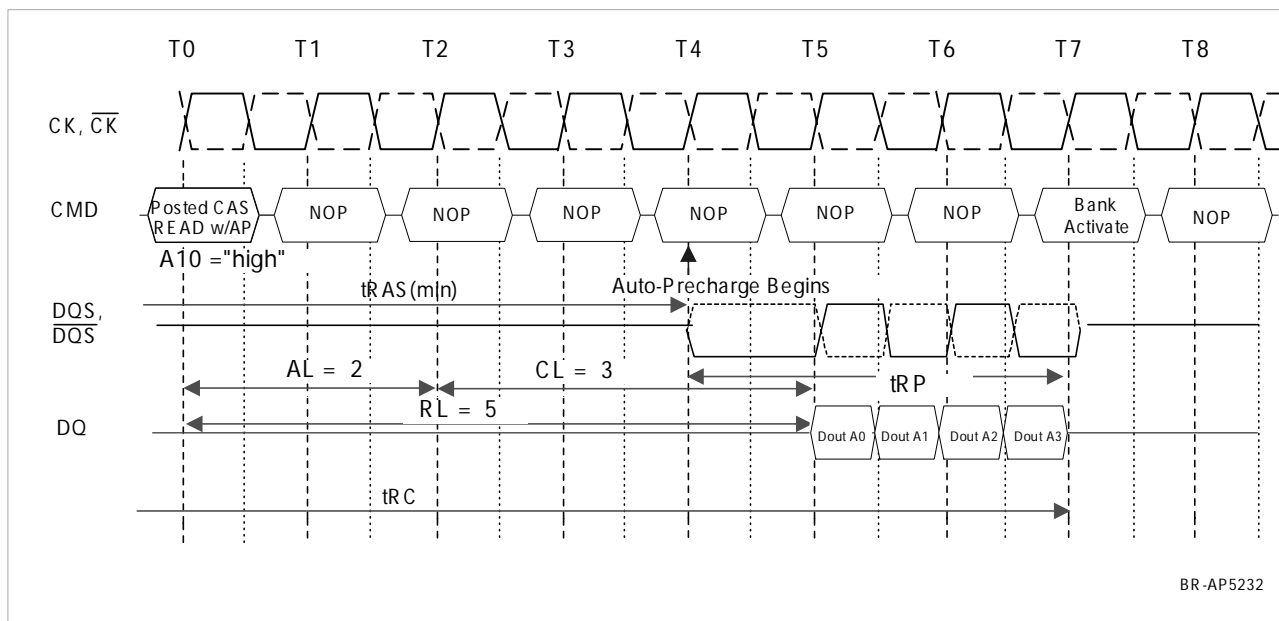 T0 T1 T2 T3 T4 T5 T6 T7 T8
CK, CK
CMD
Posted CAS
READ w/AP
NOP NOP NOP NOP NOP NOP
Bank
Activate
NOP
A10 ="high"
tRAS(min)
Auto-Precharge Begins
DQS,
DQS
AL = 2
CL = 3
tRP
RL = 5
DQ
Dout A0 Dout A1 Dout A2 Dout A3
tRC
BR-AP5232